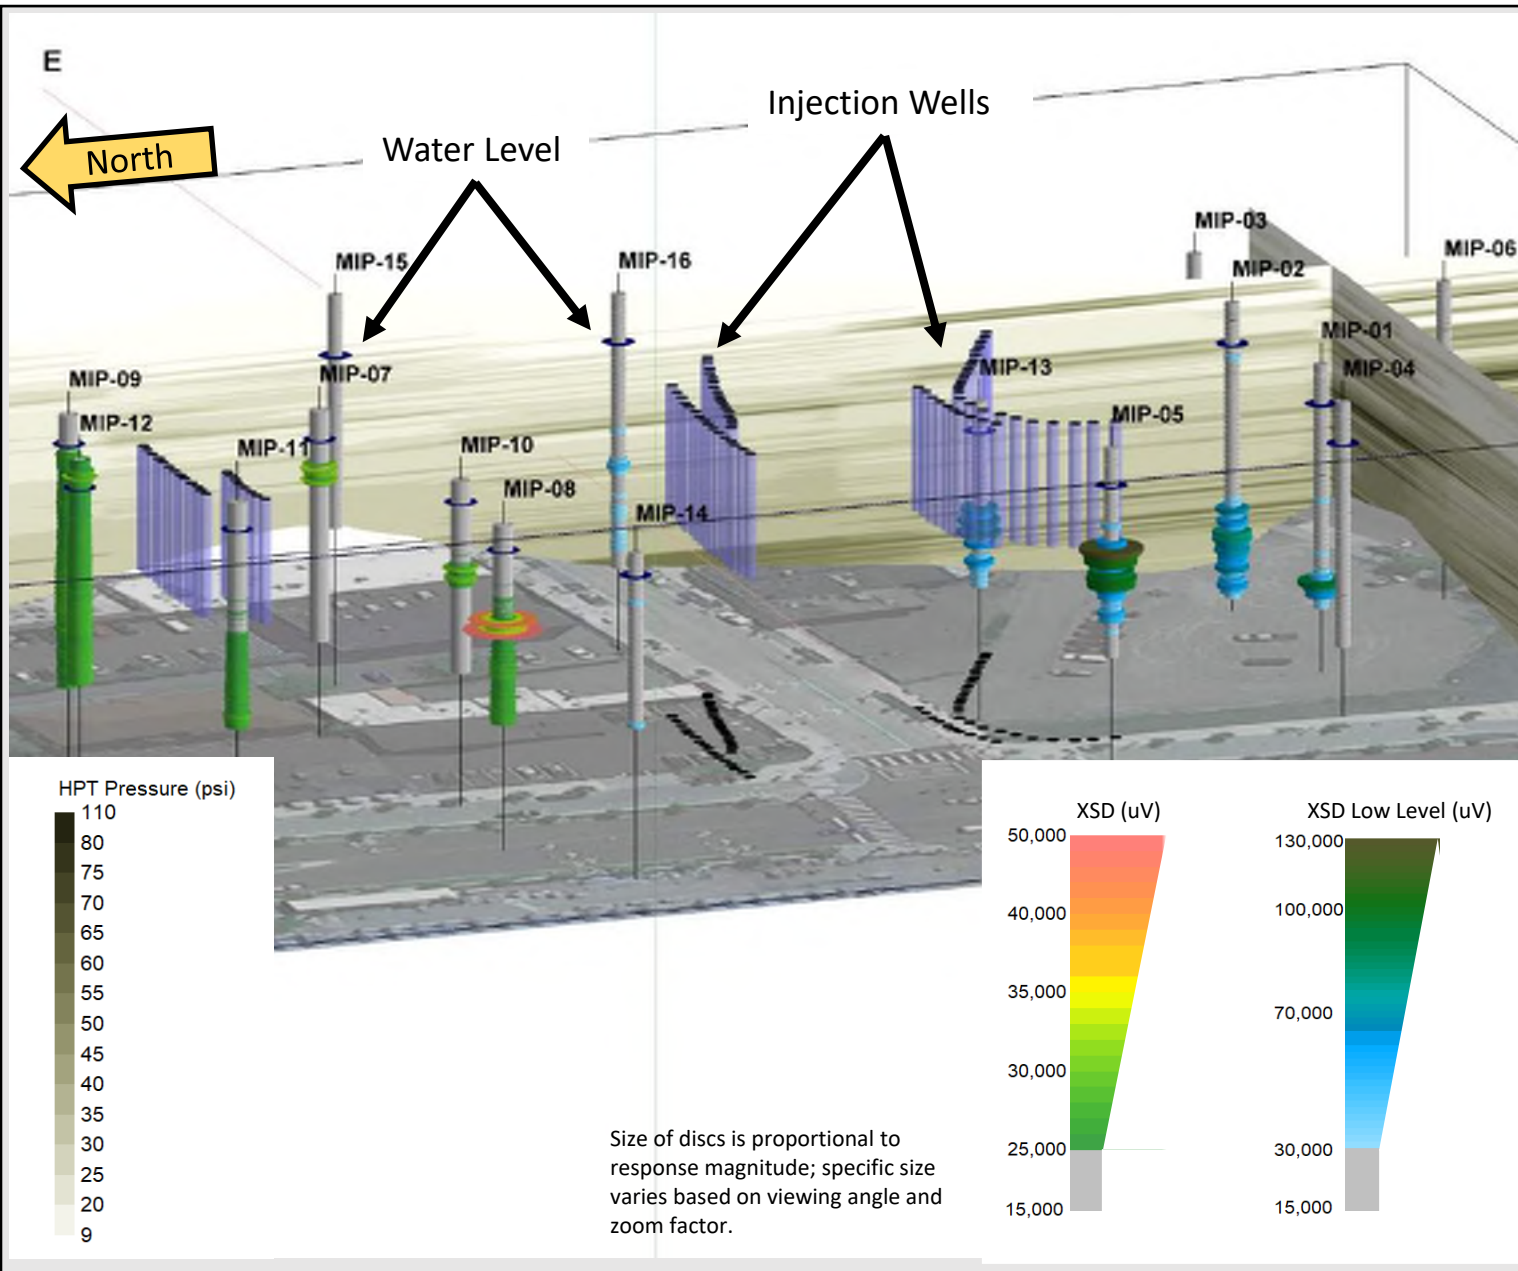 E
North
Water Level
Injection Wells
MIP-03
MIP-06
MIP-15
MIP-16
MIP-02
MIP-01
MIP-04
MIP-09
MIP-07
MIP-13
MIP-12
MIP-05
MIP-11
MIP-10
MIP-08
MIP-14
HPT Pressure (psi)
110
80
75
70
65
60
55
50
45
40
35
30
25
20
9
Size of discs is proportional to
response magnitude; specific size
varies based on viewing angle and
zoom factor.
XSD (uV)
50,000
40,000
35,000
30,000
25,000
15,000
XSD Low Level (uV)
130,000
100,000
70,000
30,000
15,000